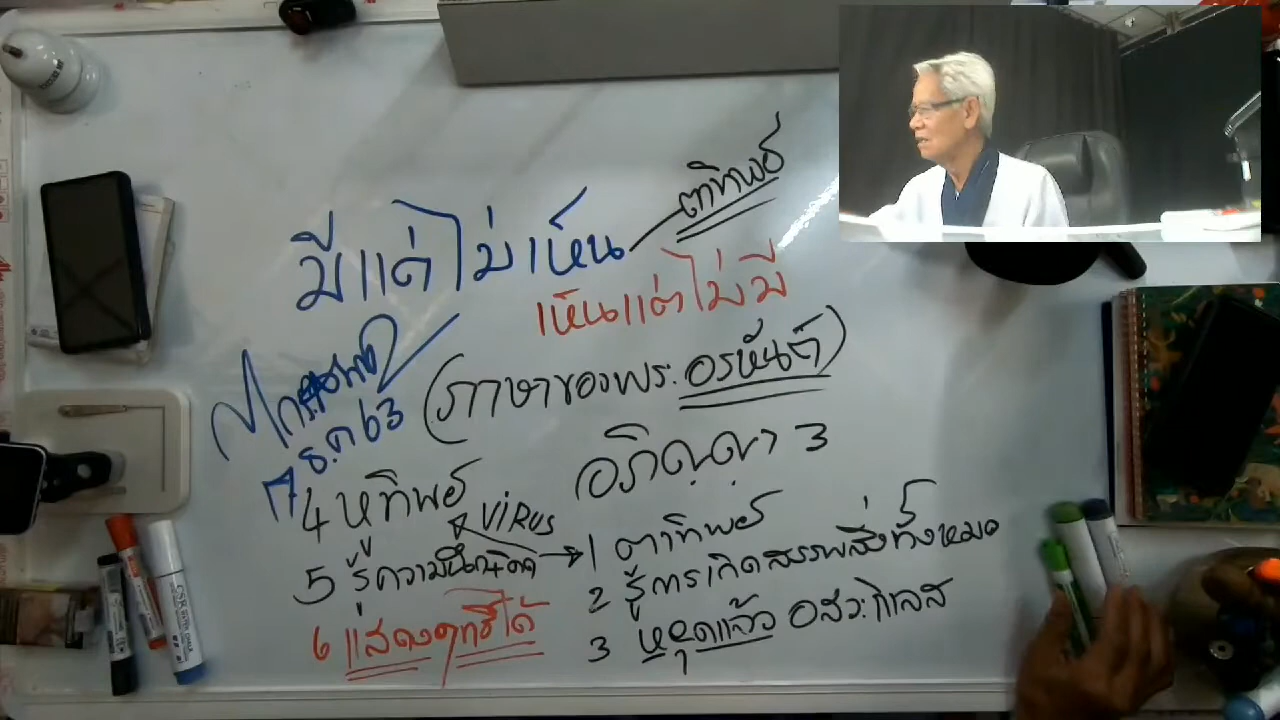 ตาทิพย์
มีแต่ไม่เห็น
เห็นแต่ไม่มี
(ภาษาของพระอรหันต์)
ธ.ค 63
อภิญญา 3
4 หูทิพย์
ViRUS
1 ตาทิพย์
5 รู้ความนึกคิด
2 รู้การเกิดสรรพสิ่งทั้งหมด
6 แสดงฤทธิ์ได้
3 หลุดแล้ว อสวะกิเลส